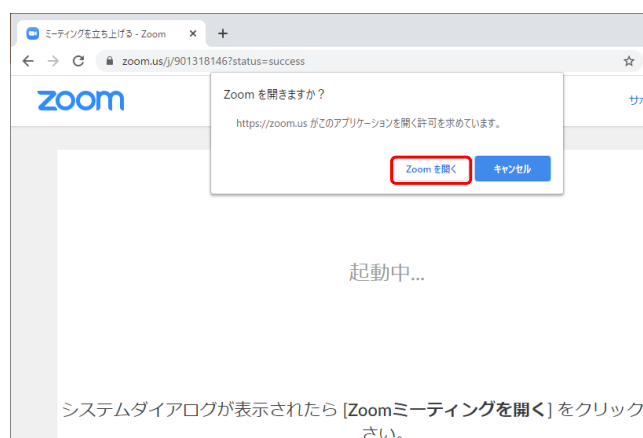 ミーティングを立ち上げる - Zoom
zoom.us/j/901318146?status=success
zoom
Zoom を開きますか？
https://zoom.us がこのアプリケーションを開く許可を求めています。
Zoom を開く キャンセル
起動中...
システムダイアログが表示されたら [Zoomミーティングを開く] をクリック
さい。